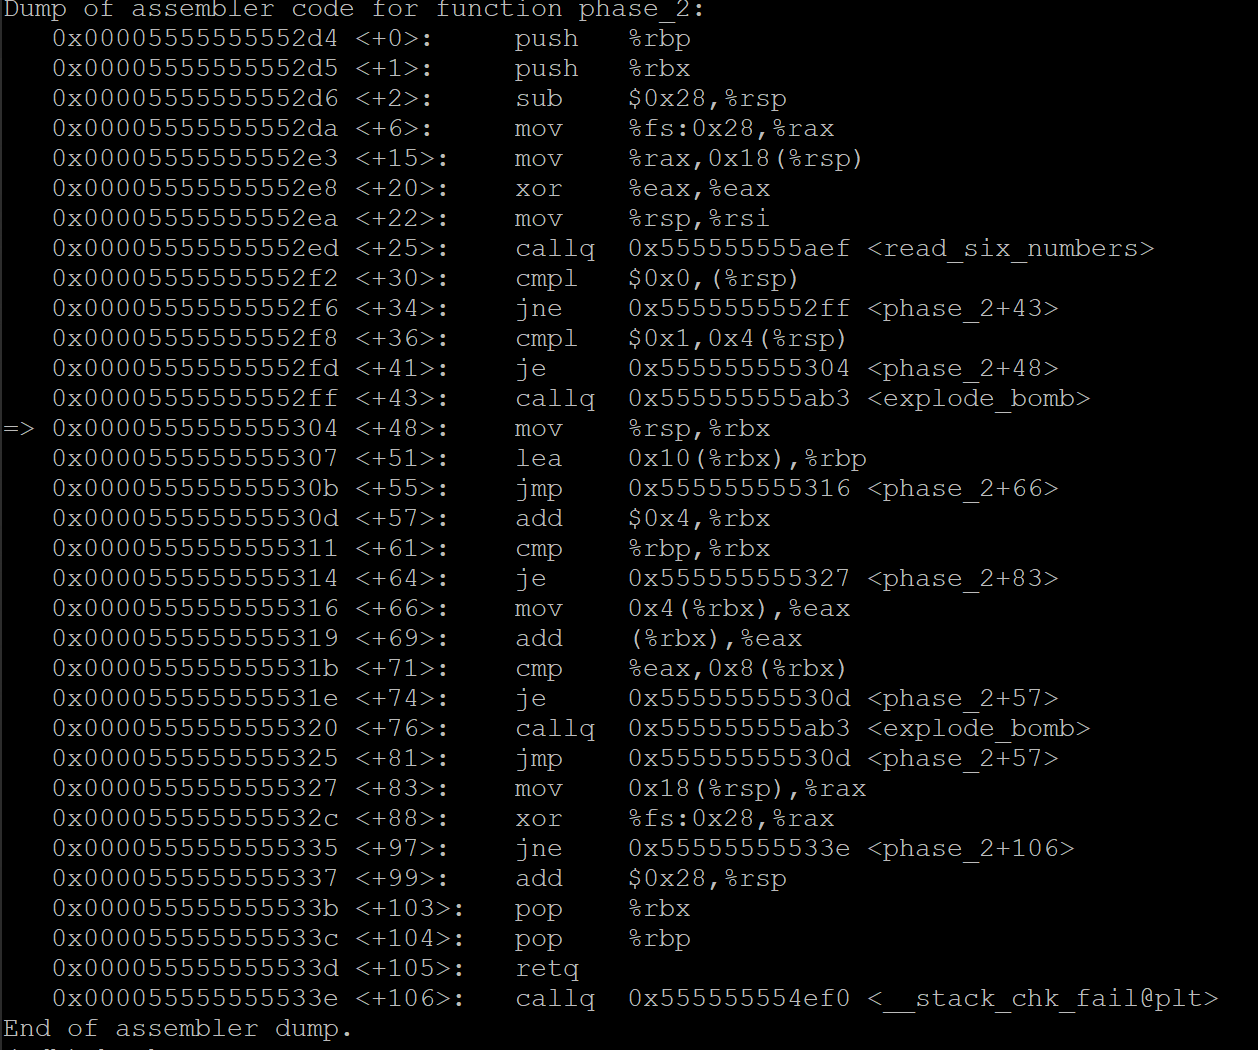 Dump of assembler code for function phase_2:
   0x00005555555552d4 <+0>:     push   %rbp
   0x00005555555552d5 <+1>:     push   %rbx
   0x00005555555552d6 <+2>:     sub    $0x28,%rsp
   0x00005555555552da <+6>:     mov    %fs:0x28,%rax
   0x00005555555552e3 <+15>:    mov    %rax,0x18(%rsp)
   0x00005555555552e8 <+20>:    xor    %eax,%eax
   0x00005555555552ea <+22>:    mov    %rsp,%rsi
   0x00005555555552ed <+25>:    callq  0x555555555aef <read_six_numbers>
   0x00005555555552f2 <+30>:    cmpl   $0x0,(%rsp)
   0x00005555555552f6 <+34>:    jne    0x5555555552ff <phase_2+43>
   0x00005555555552f8 <+36>:    cmpl   $0x1,0x4(%rsp)
   0x00005555555552fd <+41>:    je     0x555555555304 <phase_2+48>
   0x00005555555552ff <+43>:    callq  0x555555555ab3 <explode_bomb>
=> 0x0000555555555304 <+48>:    mov    %rsp,%rbx
   0x0000555555555307 <+51>:    lea    0x10(%rbx),%rbp
   0x000055555555530b <+55>:    jmp    0x555555555316 <phase_2+66>
   0x000055555555530d <+57>:    add    $0x4,%rbx
   0x0000555555555311 <+61>:    cmp    %rbp,%rbx
   0x0000555555555314 <+64>:    je     0x555555555327 <phase_2+83>
   0x0000555555555316 <+66>:    mov    0x4(%rbx),%eax
   0x0000555555555319 <+69>:    add    (%rbx),%eax
   0x000055555555531b <+71>:    cmp    %eax,0x8(%rbx)
   0x000055555555531e <+74>:    je     0x55555555530d <phase_2+57>
   0x0000555555555320 <+76>:    callq  0x555555555ab3 <explode_bomb>
   0x0000555555555325 <+81>:    jmp    0x55555555530d <phase_2+57>
   0x0000555555555327 <+83>:    mov    0x18(%rsp),%rax
   0x000055555555532c <+88>:    xor    %fs:0x28,%rax
   0x0000555555555335 <+97>:    jne    0x55555555533e <phase_2+106>
   0x0000555555555337 <+99>:    add    $0x28,%rsp
   0x000055555555533b <+103>:   pop    %rbx
   0x000055555555533c <+104>:   pop    %rbp
   0x000055555555533d <+105>:   retq
   0x000055555555533e <+106>:   callq  0x555555554ef0 <__stack_chk_fail@plt>
End of assembler dump.